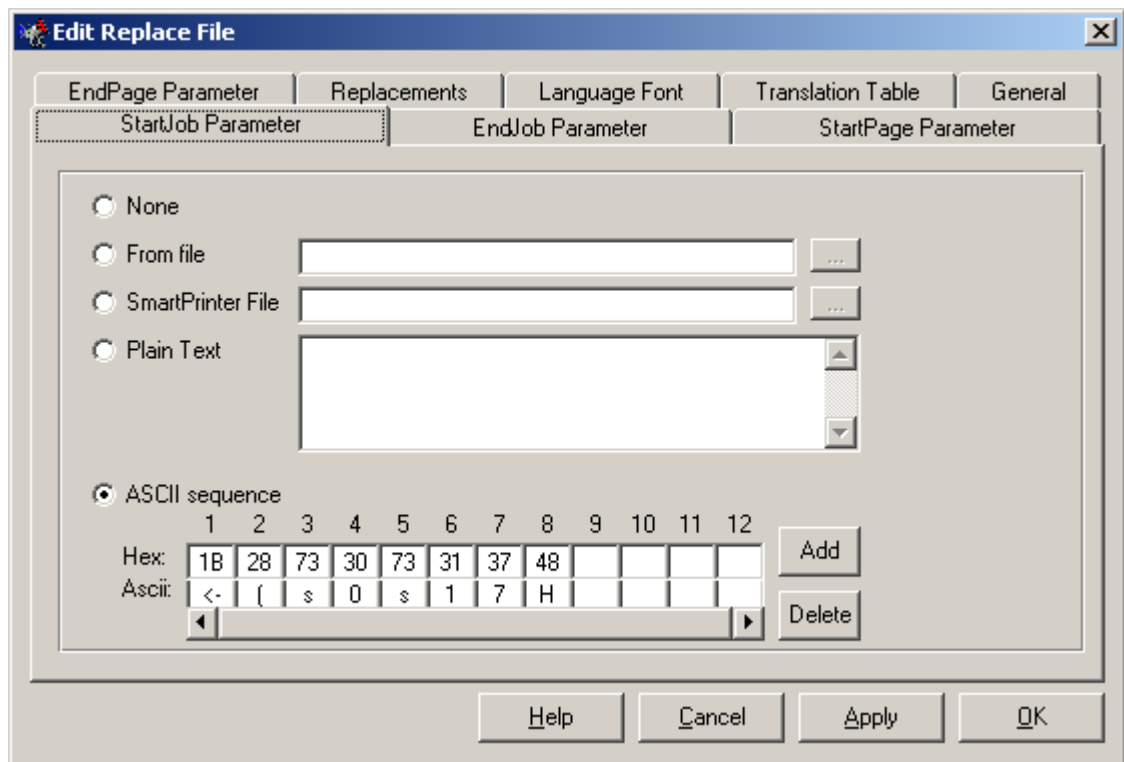 Edit Replace File
EndPage Parameter Replacements Language Font Translation Table General
StartJob Parameter EndJob Parameter StartPage Parameter
None
From file ...
SmartPrinter File ...
Plain Text
ASCII sequence
1 2 3 4 5 6 7 8 9 10 11 12
Hex: 1B 28 73 30 73 31 37 48
Add
Ascii: <- ( s 0 s 1 7 H
Delete
Help Cancel Apply OK